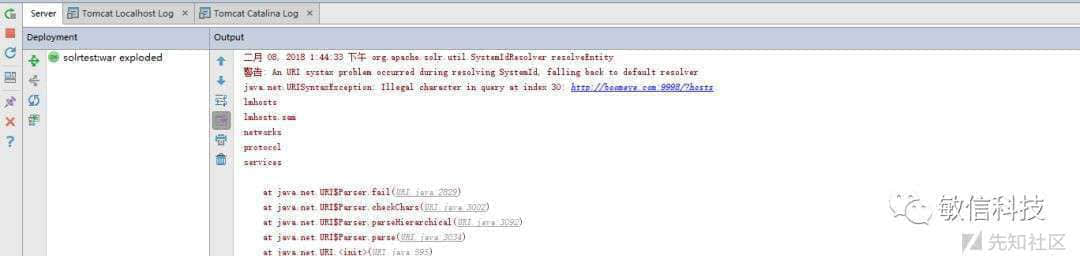 Server Tomcat Localhost Log Tomcat Catalina Log
Deployment Output
solrtest:war exploded
二月 08, 2018 1:44:33 下午 org.apache.solr.util.SystemIdResolver resolveEntity
警告: An URI systax problem occurred during resolving SystemId, falling back to default resolver
java.net.URISyntaxException: Illegal character in query at index 30: http://boomeye.com:9998/?hosts
lmhosts
lmhosts.sam
networks
protocol
services
at java.net.URI$Parser.fail(URI.java:2829)
at java.net.URI$Parser.checkChars(URI.java:3002)
at java.net.URI$Parser.parseHierarchical(URI.java:3092)
at java.net.URI$Parser.parse(URI.java:3034)
at java.net.URI.<init>(URI.java:595)
敏信科技
先知社区